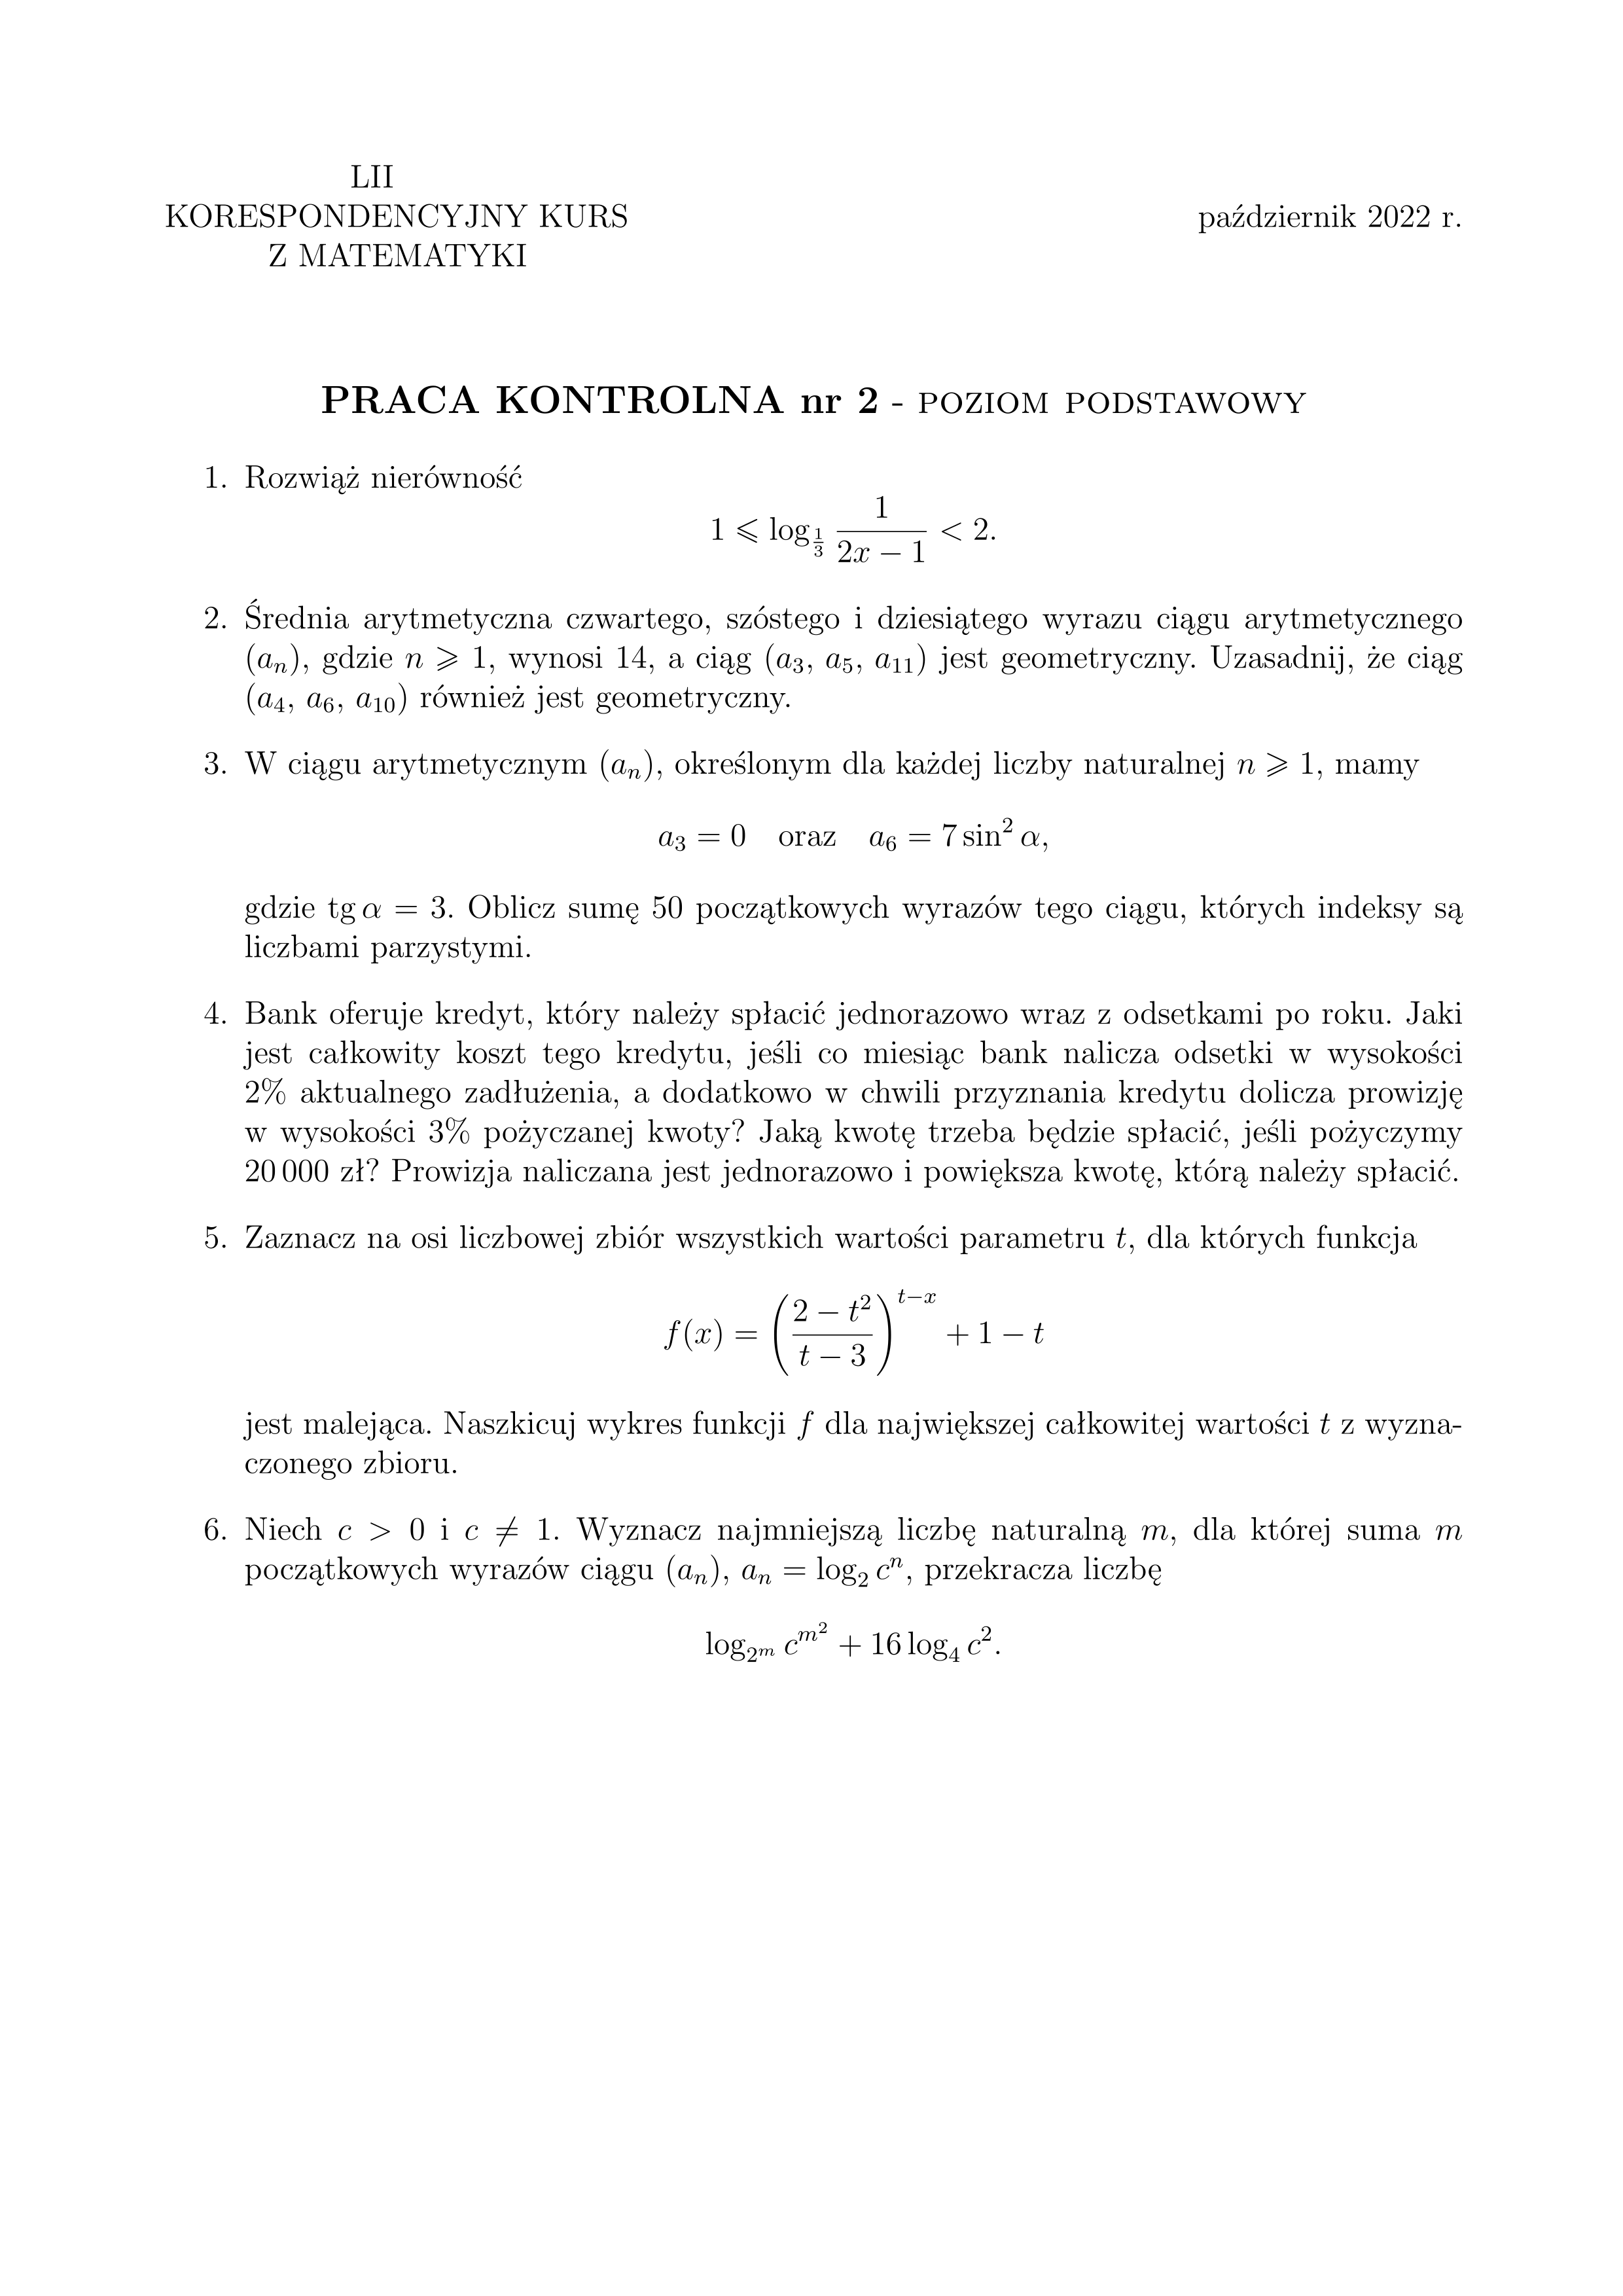 LII
KORESPONDENCYJNY KURS
Z MATEMATYKI
październik 2022 r.
PRACA KONTROLNA nr 2 - POZIOM PODSTAWOWY
1. Rozwiąż nierówność
$1 \leqslant \log_{\frac{1}{3}} \frac{1}{2x-1} < 2.$
2. Średnia arytmetyczna czwartego, szóstego i dziesiątego wyrazu ciągu arytmetycznego
$(a_n)$, gdzie $n \geqslant 1$, wynosi 14, a ciąg $(a_3, a_5, a_{11})$ jest geometryczny. Uzasadnij, że ciąg
$(a_4, a_6, a_{10})$ również jest geometryczny.
3. W ciągu arytmetycznym $(a_n)$, określonym dla każdej liczby naturalnej $n \geqslant 1$, mamy
$a_3 = 0$ oraz $a_6 = 7\sin^2\alpha,$
gdzie $\operatorname{tg}\alpha = 3$. Oblicz sumę 50 początkowych wyrazów tego ciągu, których indeksy są
liczbami parzystymi.
4. Bank oferuje kredyt, który należy spłacić jednorazowo wraz z odsetkami po roku. Jaki
jest całkowity koszt tego kredytu, jeśli co miesiąc bank nalicza odsetki w wysokości
2% aktualnego zadłużenia, a dodatkowo w chwili przyznania kredytu dolicza prowizję
w wysokości 3% pożyczanej kwoty? Jaką kwotę trzeba będzie spłacić, jeśli pożyczymy
20 000 zł? Prowizja naliczana jest jednorazowo i powiększa kwotę, którą należy spłacić.
5. Zaznacz na osi liczbowej zbiór wszystkich wartości parametru $t$, dla których funkcja
$f(x) = \left(\frac{2-t^2}{t-3}\right)^{t-x} + 1 - t$
jest malejąca. Naszkicuj wykres funkcji $f$ dla największej całkowitej wartości $t$ z wyzna-
czonego zbioru.
6. Niech $c > 0$ i $c \neq 1$. Wyznacz najmniejszą liczbę naturalną $m$, dla której suma $m$
początkowych wyrazów ciągu $(a_n)$, $a_n = \log_2 c^n$, przekracza liczbę
$\log_{2^m} c^{m^2} + 16\log_4 c^2.$